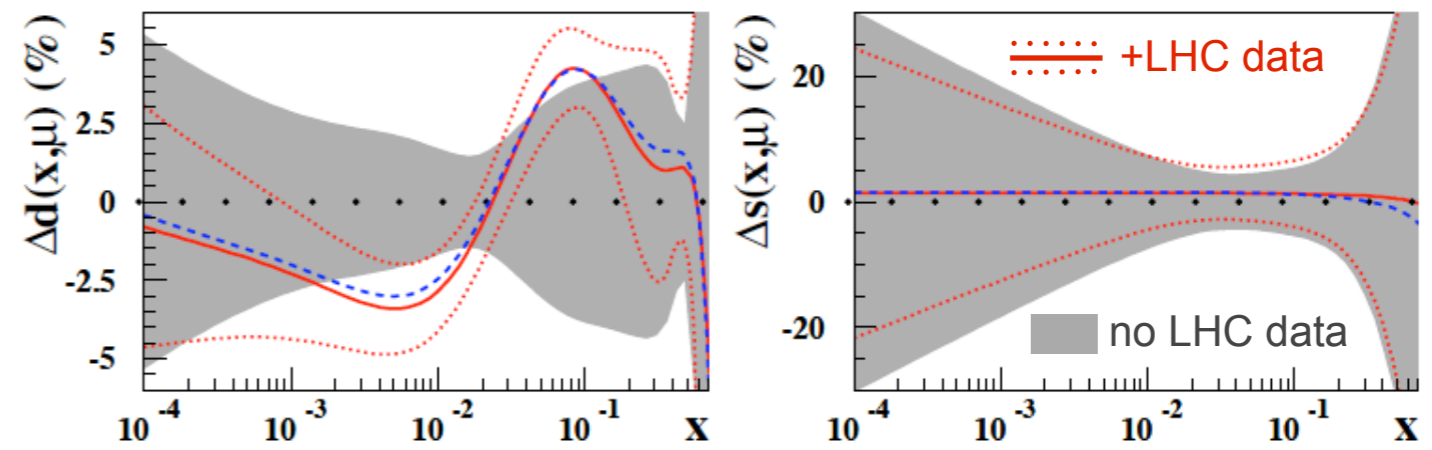 Δd(x,μ) (%)
5
2.5
0
-2.5
-5
10⁻⁴ 10⁻³ 10⁻² 10⁻¹ x
Δs(x,μ) (%)
20
0
-20
+LHC data
no LHC data
10⁻⁴ 10⁻³ 10⁻² 10⁻¹ x